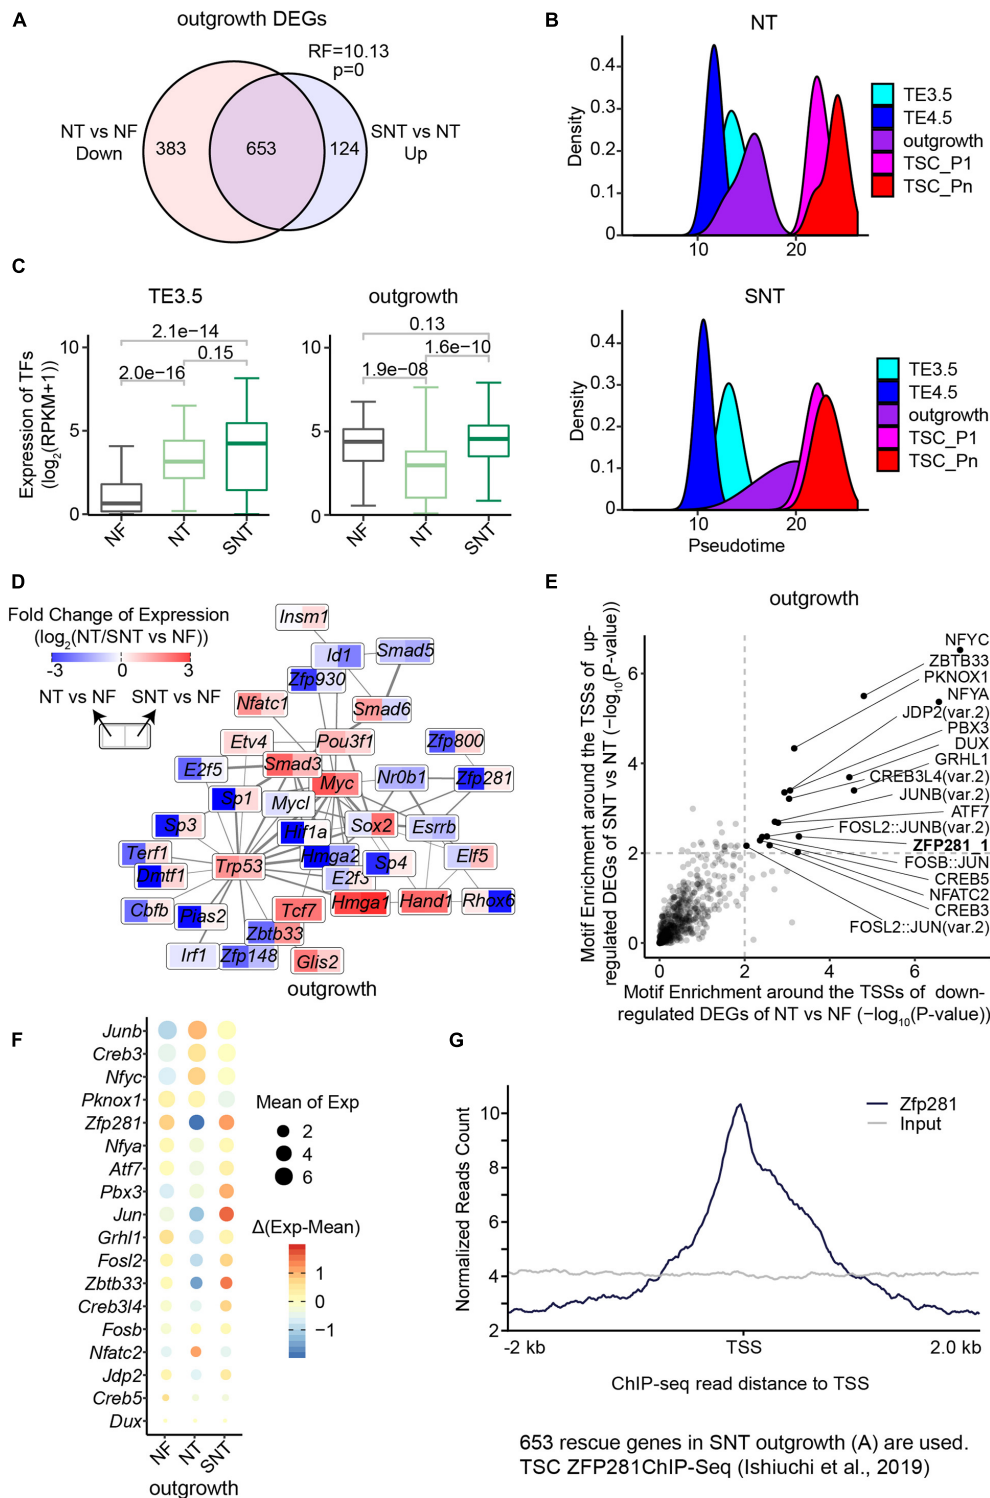 A
outgrowth DEGs
RF=10.13
p=0
NT vs NF
Down
383
653
124
SNT vs NT
Up
B
NT
Density
0.4
0.3
0.2
0.1
0
10
20
TE3.5
TE4.5
outgrowth
TSC_P1
TSC_Pn
SNT
Density
0.4
0.3
0.2
0.1
0
10
20
Pseudotime
TE3.5
TE4.5
outgrowth
TSC_P1
TSC_Pn
C
TE3.5
outgrowth
Expression of TFs
(log2(RPKM+1))
10
5
0
2.1e−14
0.15
2.0e−16
NF
NT
SNT
10
5
0
0.13
1.6e−10
1.9e−08
NF
NT
SNT
D
Fold Change of Expression
(log2(NT/SNT vs NF))
-3
0
3
NT vs NF
SNT vs NF
Insm1
Id1
Smad5
Zfp930
Nfatc1
Smad6
Etv4
Pou3f1
Zfp800
E2f5
Smad3
Myc
Nr0b1
Zfp281
Sp1
Mycl
Sp3
Hif1a
Sox2
Esrrb
Terf1
Hmga2
Elf5
Dmtf1
Trp53
E2f3
Sp4
Cbfb
Pias2
Tcf7
Hmga1
Hand1
Rhox6
Zbtb33
Irf1
Zfp148
Glis2
outgrowth
E
outgrowth
Motif Enrichment around the TSSs of up-
regulated DEGs of SNT vs NT (−log10(P-value))
6
4
2
0
0
2
4
6
Motif Enrichment around the TSSs of down-
regulated DEGs of NT vs NF (−log10(P-value))
NFYC
ZBTB33
PKNOX1
NFYA
JDP2(var.2)
PBX3
DUX
GRHL1
CREB3L4(var.2)
JUNB(var.2)
ATF7
FOSL2::JUNB(var.2)
ZFP281_1
FOSB::JUN
CREB5
NFATC2
CREB3
FOSL2::JUN(var.2)
F
Junb
Creb3
Nfyc
Pknox1
Zfp281
Nfya
Atf7
Pbx3
Jun
Grhl1
Fosl2
Zbtb33
Creb3l4
Fosb
Nfatc2
Jdp2
Creb5
Dux
NF
NT
SNT
outgrowth
Mean of Exp
2
4
6
Δ(Exp-Mean)
1
0
−1
G
Normalized Reads Count
10
8
6
4
2
Zfp281
Input
-2 kb
TSS
2.0 kb
ChIP-seq read distance to TSS
653 rescue genes in SNT outgrowth (A) are used.
TSC ZFP281ChIP-Seq (Ishiuchi et al., 2019)